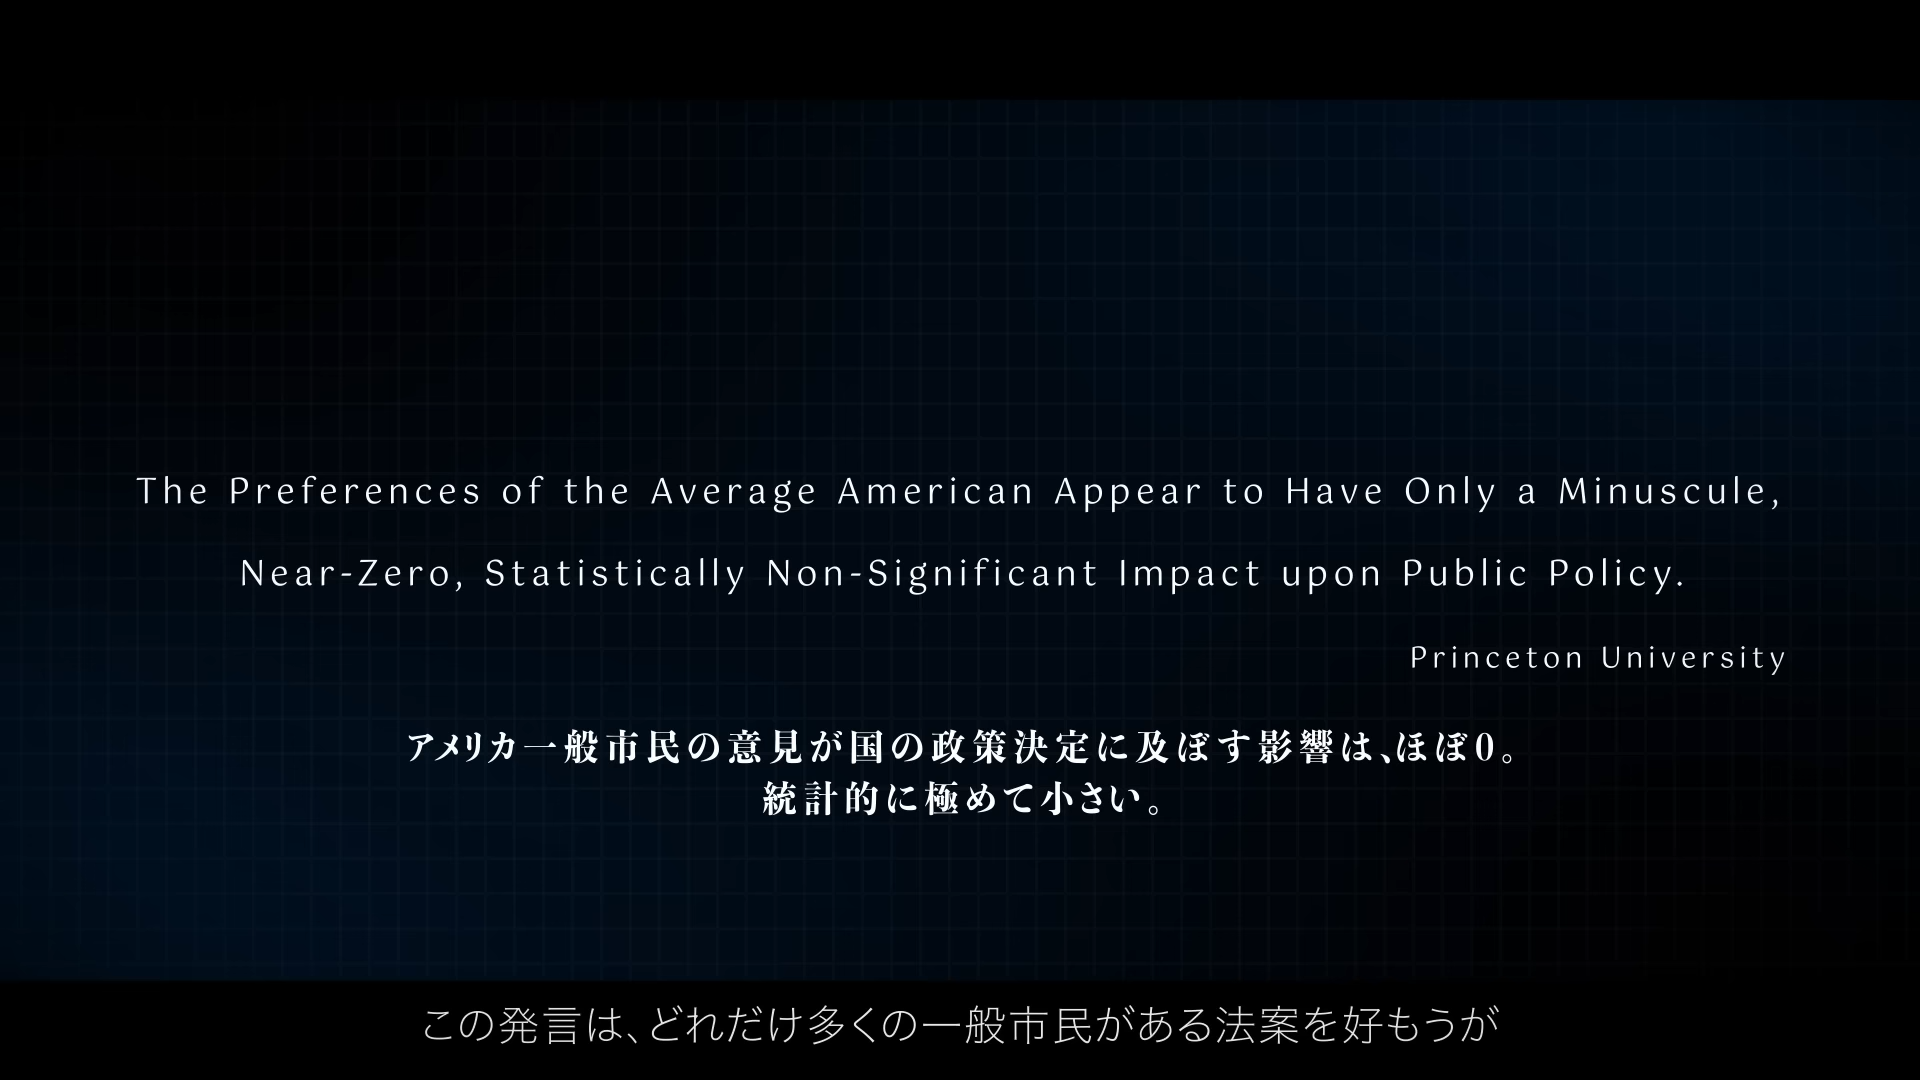 The Preferences of the Average American Appear to Have Only a Minuscule,
Near-Zero, Statistically Non-Significant Impact upon Public Policy.
Princeton University
アメリカ一般市民の意見が国の政策決定に及ぼす影響は、ほぼ0。
統計的に極めて小さい。
この発言は、どれだけ多くの一般市民がある法案を好もうが